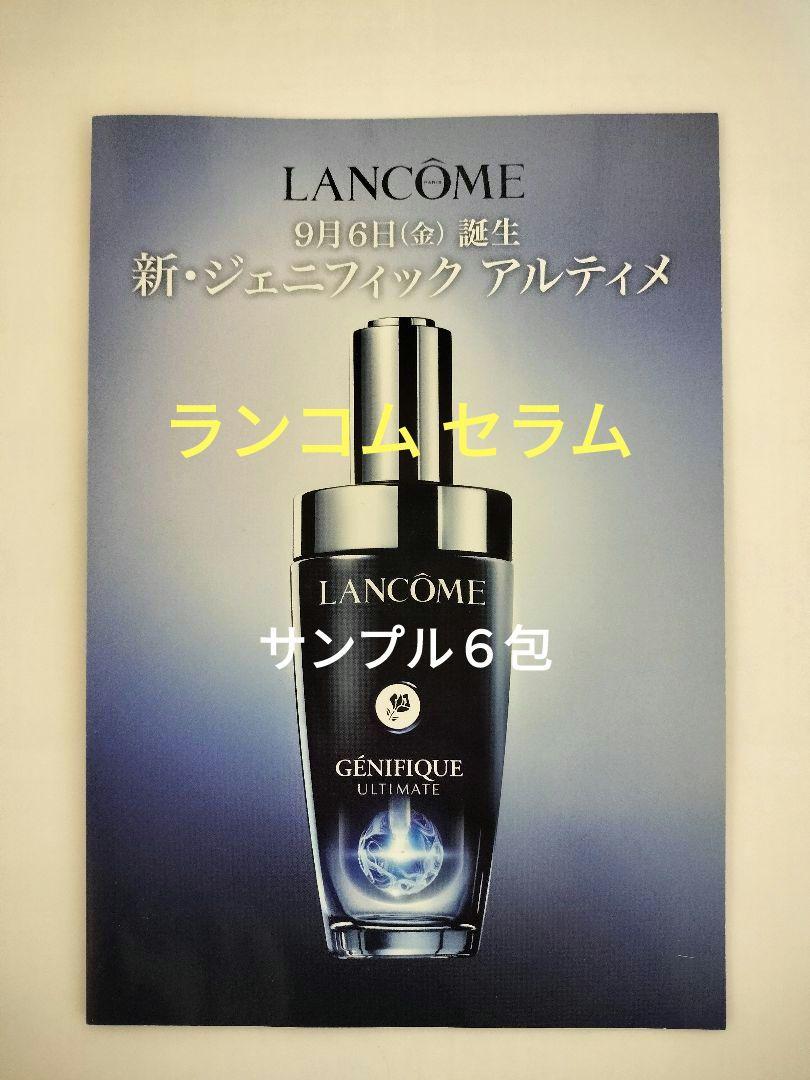 LANCÔME
PARIS
9月6日(金) 誕生
新・ジェニフィック アルティメ
ランコム セラム
LANCÔME
サンプル6包
GÉNIFIQUE
ULTIMATE